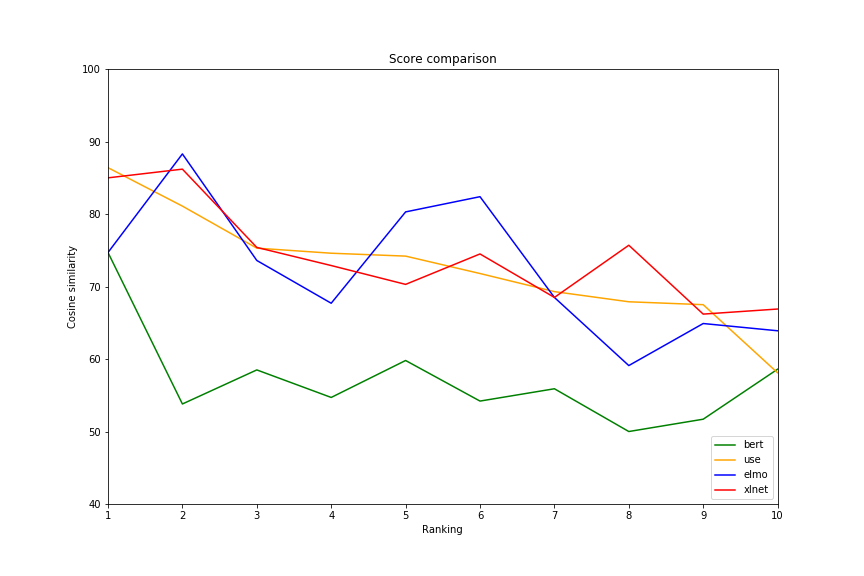 Score comparison
Cosine similarity
100
90
80
70
60
50
40
1 2 3 4 5 6 7 8 9 10
Ranking
bert
use
elmo
xlnet